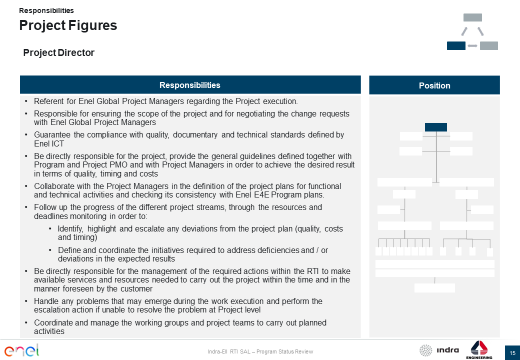 Responsibilities
Project Figures
Project Director
Responsibilities
• Referent for Enel Global Project Managers regarding the Project execution.
• Responsible for ensuring the scope of the project and for negotiating the change requests
with Enel Global Project Managers
• Guarantee the compliance with quality, documentary and technical standards defined by
Enel ICT
• Be directly responsible for the project, provide the general guidelines defined together with
Program and Project PMO and with Project Managers in order to achieve the desired result
in terms of quality, timing and costs
• Collaborate with the Project Managers in the definition of the project plans for functional
and technical activities and checking its consistency with Enel E4E Program plans.
• Follow up the progress of the different project streams, through the resources and
deadlines monitoring in order to:
• Identify, highlight and escalate any deviations from the project plan (quality, costs
and timing)
• Define and coordinate the initiatives required to address deficiencies and / or
deviations in the expected results
• Be directly responsible for the management of the required actions within the RTI to make
available services and resources needed to carry out the project within the time and in the
manner foreseen by the customer
• Handle any problems that may emerge during the work execution and perform the
escalation action if unable to resolve the problem at Project level
• Coordinate and manage the working groups and project teams to carry out planned
activities
Position
enel
Indra-EII RTI SAL – Program Status Review
indra
ENGINEERING
15